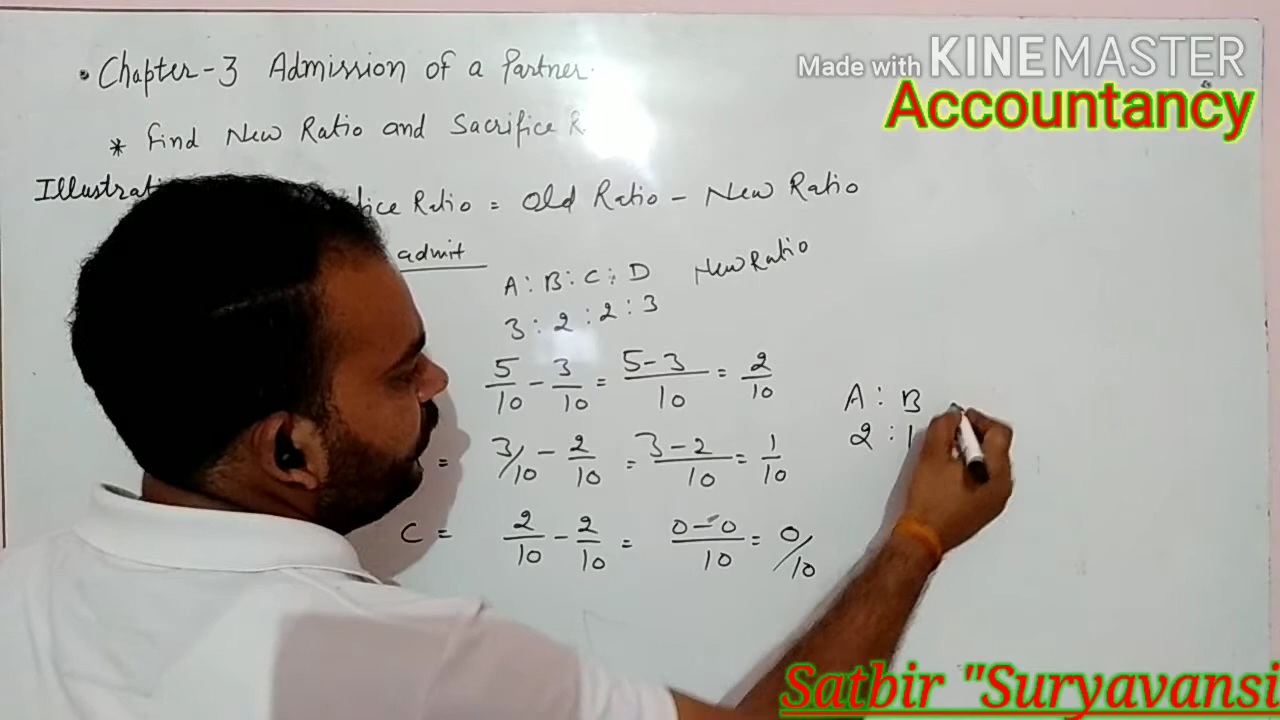 Made with KINEMASTER
Accountancy
• Chapter-3 Admission of a Partner.
* Find New Ratio and Sacrifice R.
Illustrati
Ratio = Old Ratio - New Ratio
admit
A : B : C : D New Ratio
3 : 2 : 2 : 3
5/10 - 3/10 = 5-3/10 = 2/10
= 3/10 - 2/10 = 3-2/10 = 1/10
C = 2/10 - 2/10 = 0-0/10 = 0/10
A : B
2 : 1
Satbir "Suryavansi